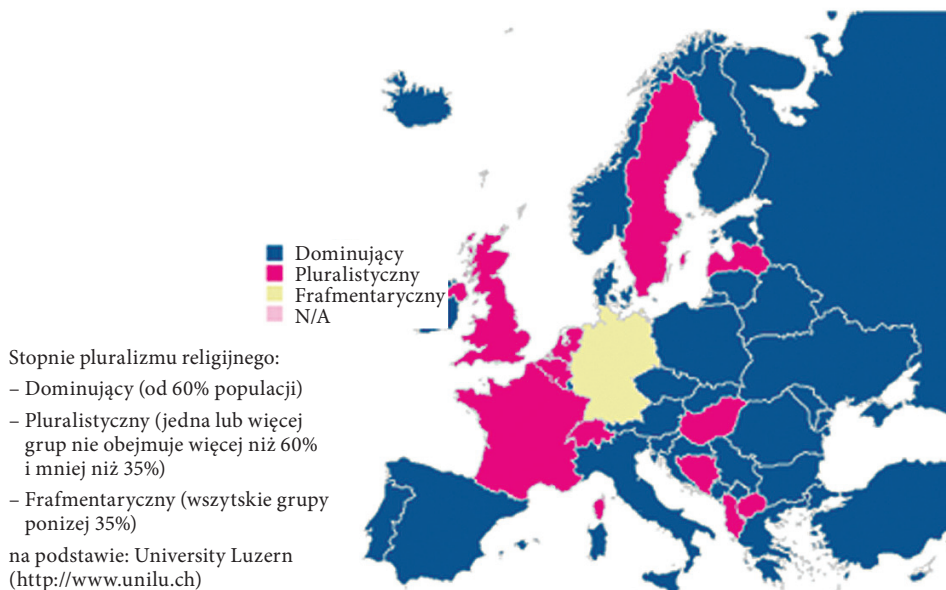 Dominujący
Pluralistyczny
Frafmentaryczny
N/A
Stopnie pluralizmu religijnego:
– Dominujący (od 60% populacji)
– Pluralistyczny (jedna lub więcej
grup nie obejmuje więcej niż 60%
i mniej niż 35%)
– Frafmentaryczny (wszytskie grupy
ponizej 35%)
na podstawie: University Luzern
(http://www.unilu.ch)